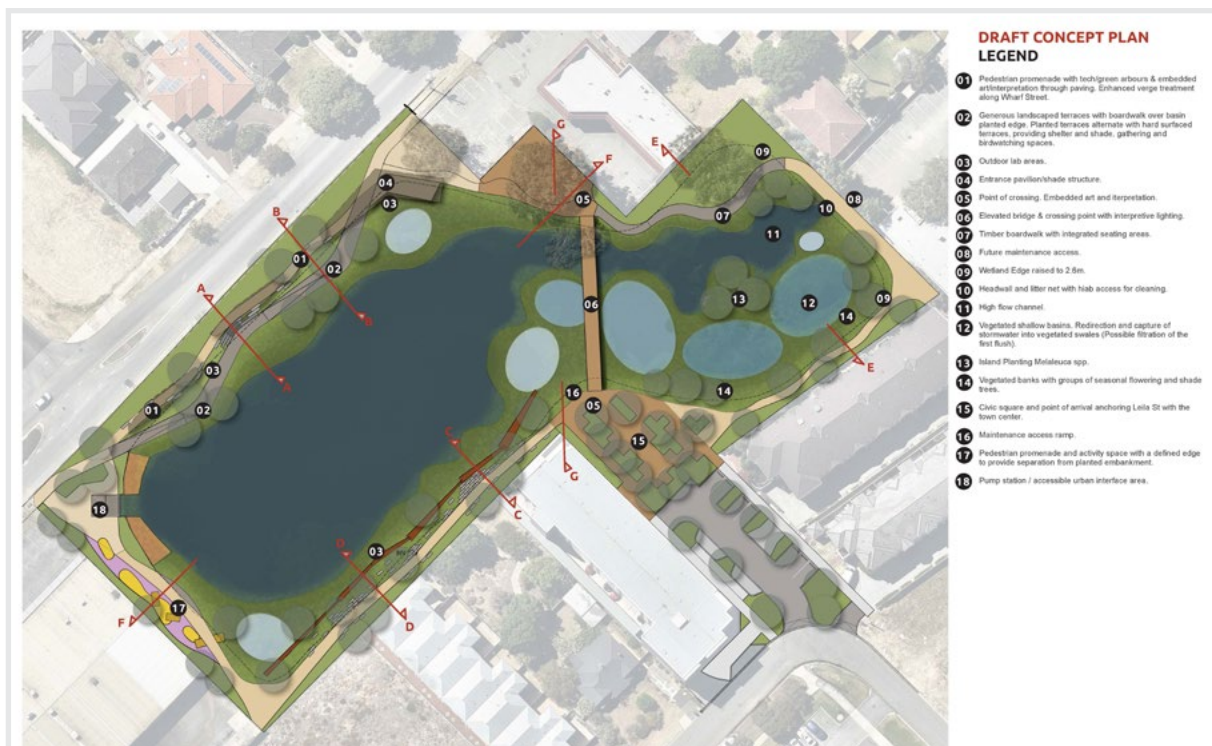 DRAFT CONCEPT PLAN
LEGEND
01 Pedestrian promenade with tech/green arbours & embedded
art/interpretation through paving. Enhanced verge treatment
along Wharf Street.
02 Generous landscaped terraces with boardwalk over basin
planted edge. Planted terraces alternate with hard surfaced
terraces, providing shelter and shade, gathering and
birdwatching spaces.
03 Outdoor lab areas.
04 Entrance pavilion/shade structure.
05 Point of crossing. Embedded art and iterpretation.
06 Elevated bridge & crossing point with interpretive lighting.
07 Timber boardwalk with integrated seating areas.
08 Future maintenance access.
09 Wetland Edge raised to 2.6m.
10 Headwall and litter net with hiab access for cleaning.
11 High flow channel.
12 Vegetated shallow basins. Redirection and capture of
stormwater into vegetated swales (Possible filtration of the
first flush).
13 Island Planting Melaleuca spp.
14 Vegetated banks with groups of seasonal flowering and shade
trees.
15 Civic square and point of arrival anchoring Leila St with the
town center.
16 Maintenance access ramp.
17 Pedestrian promenade and activity space with a defined edge
to provide separation from planted embankment.
18 Pump station / accessible urban interface area.
G
E
F
09
04
03
05
08
10
B
07
11
01
02
A
06
13
12
09
B
14
03
A
E
01
02
16
05
14
C
15
G
C
18
D
03
17
F
D